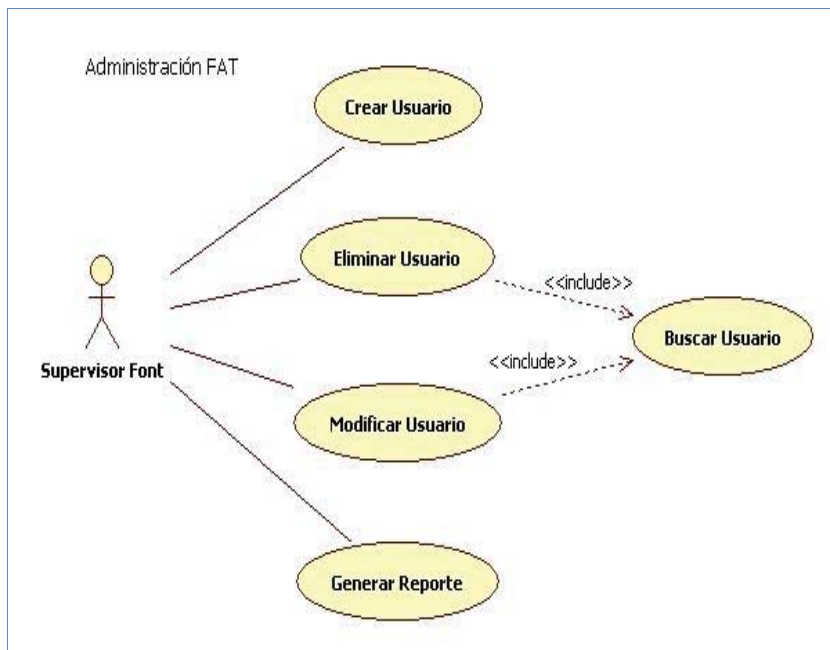 Administración FAT
Crear Usuario
Eliminar Usuario
<<include>>
Buscar Usuario
Supervisor Font
<<include>>
Modificar Usuario
Generar Reporte